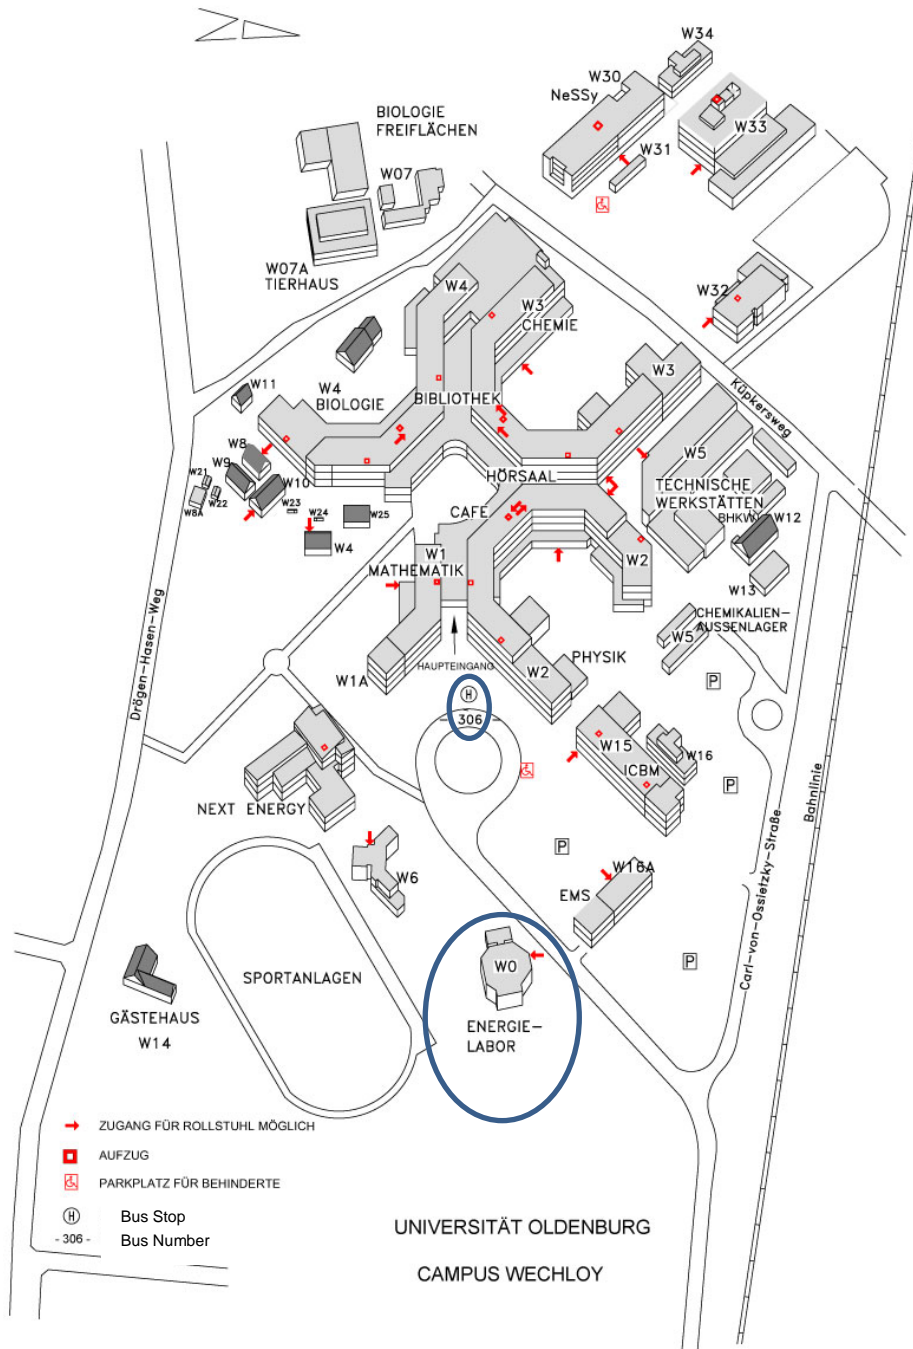 W34
W30
NeSSy
BIOLOGIE
FREIFLÄCHEN
W33
W31
W07
W07A
TIERHAUS
W4
W32
W3
CHEMIE
W3
W11
W4
BIOLOGIE
BIBLIOTHEK
Küpkersweg
W8
W9
W21
W10
W22
W8A
W23
W24
W25
W4
HÖRSAAL
CAFE
W5
TECHNISCHE
WERKSTÄTTEN
BHKW
W12
W1
MATHEMATIK
W2
W13
CHEMIKALIEN-
AUSSENLAGER
W5
Drögen-Hasen-Weg
HAUPTEINGANG
W1A
W2
PHYSIK
P
H
306
W15
ICBM
W16
P
NEXT ENERGY
P
Bahnlinie
Carl-von-Ossietzky-Straße
W6
W16A
EMS
P
W0
ENERGIE-
LABOR
SPORTANLAGEN
GÄSTEHAUS
W14
ZUGANG FÜR ROLLSTUHL MÖGLICH
AUFZUG
PARKPLATZ FÜR BEHINDERTE
H Bus Stop
- 306 - Bus Number
UNIVERSITÄT OLDENBURG
CAMPUS WECHLOY